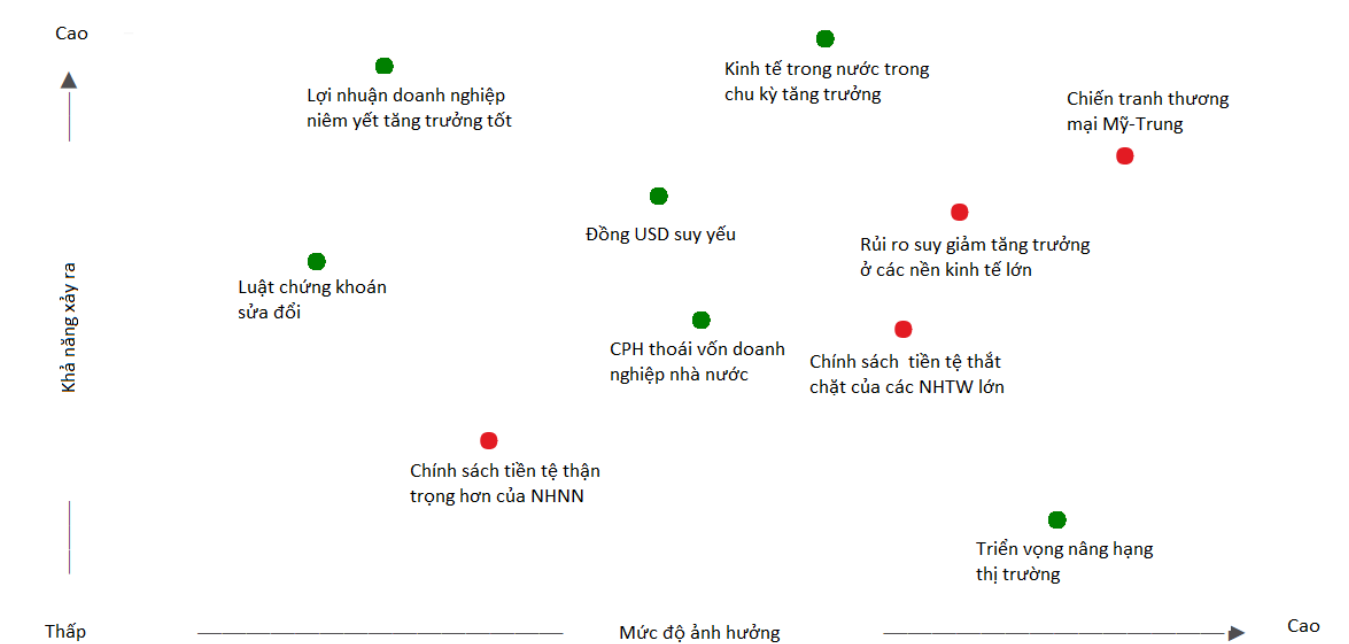 Cao
Kinh tế trong nước trong
chu kỳ tăng trưởng
Lợi nhuận doanh nghiệp
niêm yết tăng trưởng tốt
Chiến tranh thương
mại Mỹ-Trung
Đồng USD suy yếu
Rủi ro suy giảm tăng trưởng
ở các nền kinh tế lớn
Luật chứng khoán
sửa đổi
Khả năng xảy ra
CPH thoái vốn doanh
nghiệp nhà nước
Chính sách  tiền tệ thắt
chặt của các NHTW lớn
Chính sách tiền tệ thận
trọng hơn của NHNN
Triển vọng nâng hạng
thị trường
Thấp
Mức độ ảnh hưởng
Cao